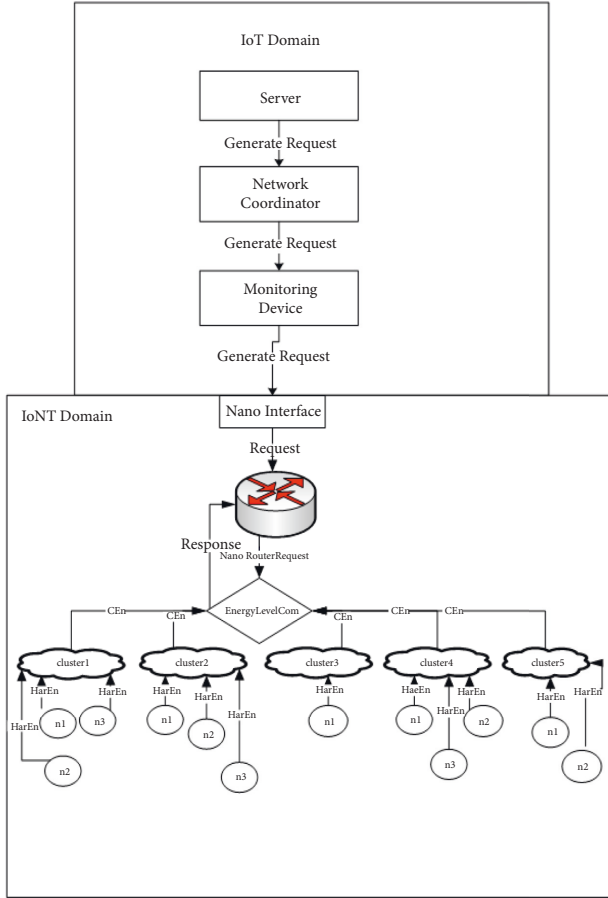 IoT Domain
Server
Generate Request
Network
Coordinator
Generate Request
Monitoring
Device
Generate Request
IoNT Domain
Nano Interface
Request
Response
Nano RouterRequest
EnergyLevelCom
CEn
CEn
CEn
CEn
CEn
cluster1
cluster2
cluster3
cluster4
cluster5
HarEn
HarEn
HarEn
HarEn
HarEn
HaeEn
HarEn
HarEn
HarEn
HarEn
HarEn
HarEn
n1
n3
n1
n2
n1
n1
n2
n1
n2
n3
n3
n2